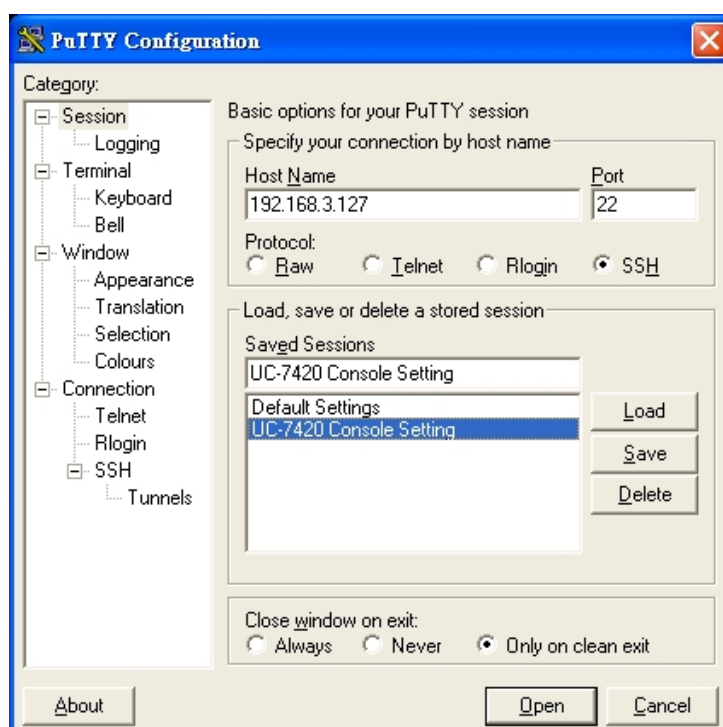 PuTTY Configuration
Category:
Session
Logging
Terminal
Keyboard
Bell
Window
Appearance
Translation
Selection
Colours
Connection
Telnet
Rlogin
SSH
Tunnels
Basic options for your PuTTY session
Specify your connection by host name
Host Name Port
192.168.3.127 22
Protocol:
Raw Telnet Rlogin SSH
Load, save or delete a stored session
Saved Sessions
UC-7420 Console Setting
Default Settings
UC-7420 Console Setting
Load
Save
Delete
Close window on exit:
Always Never Only on clean exit
About Open Cancel